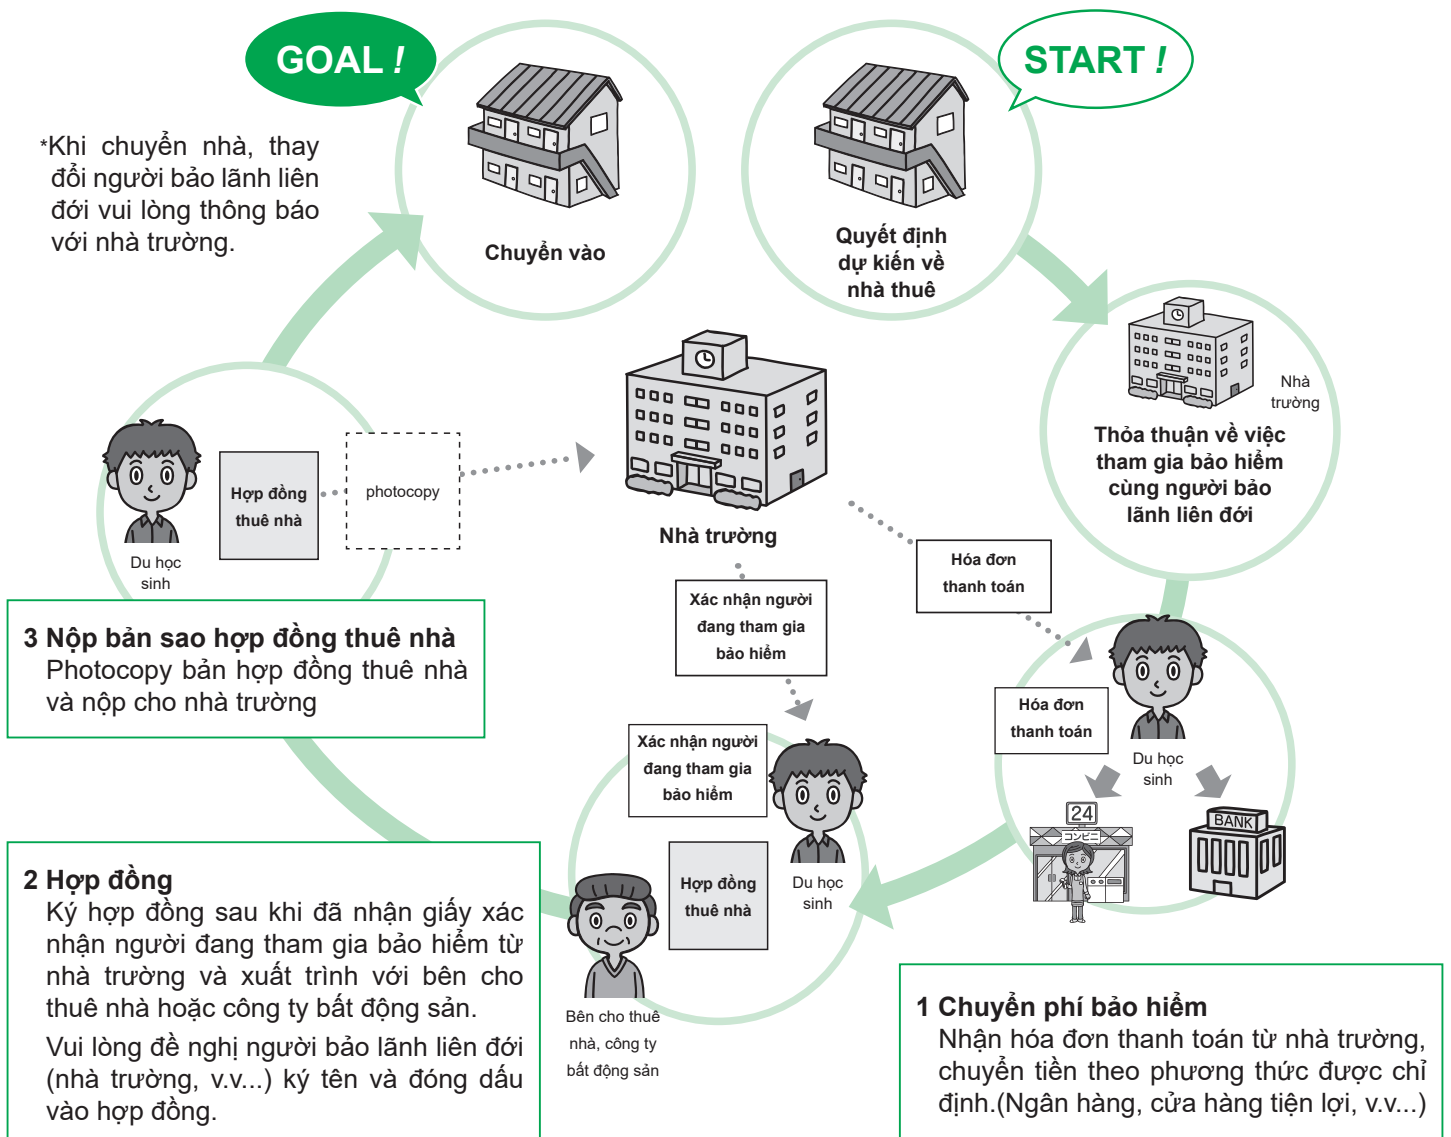 GOAL !
START !
*Khi chuyển nhà, thay
đổi người bảo lãnh liên
đới vui lòng thông báo
với nhà trường.
Chuyển vào
Quyết định
dự kiến về
nhà thuê
Nhà
trường
Thỏa thuận về việc
tham gia bảo hiểm
cùng người bảo
lãnh liên đới
Hợp đồng
thuê nhà
photocopy
Du học
sinh
Nhà trường
Hóa đơn
thanh toán
Xác nhận người
đang tham gia
bảo hiểm
3 Nộp bản sao hợp đồng thuê nhà
Photocopy bản hợp đồng thuê nhà
và nộp cho nhà trường
Hóa đơn
thanh toán
Du học
sinh
24
コンビニ
BANK
Xác nhận người
đang tham gia
bảo hiểm
Hợp đồng
thuê nhà
Du học
sinh
Bên cho thuê
nhà, công ty
bất động sản
2 Hợp đồng
Ký hợp đồng sau khi đã nhận giấy xác
nhận người đang tham gia bảo hiểm từ
nhà trường và xuất trình với bên cho
thuê nhà hoặc công ty bất động sản.
Vui lòng đề nghị người bảo lãnh liên đới
(nhà trường, v.v...) ký tên và đóng dấu
vào hợp đồng.
1 Chuyển phí bảo hiểm
Nhận hóa đơn thanh toán từ nhà trường,
chuyển tiền theo phương thức được chỉ
định.(Ngân hàng, cửa hàng tiện lợi, v.v...)